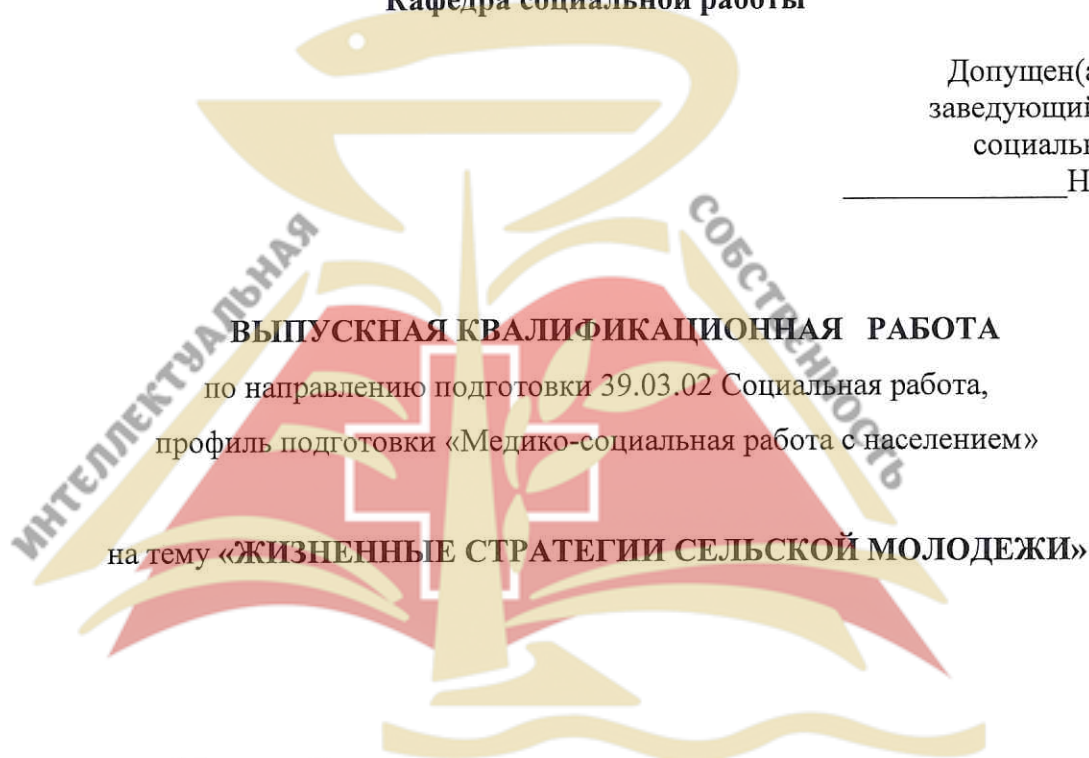 Кафедра социальной работы
Допущен(а
заведующий
социальн
Н
ИНТЕЛЛЕКТУАЛЬНАЯ
СОБСТВЕННОСТЬ
ВЫПУСКНАЯ КВАЛИФИКАЦИОННАЯ РАБОТА
по направлению подготовки 39.03.02 Социальная работа,
профиль подготовки «Медико-социальная работа с населением»
на тему «ЖИЗНЕННЫЕ СТРАТЕГИИ СЕЛЬСКОЙ МОЛОДЕЖИ»